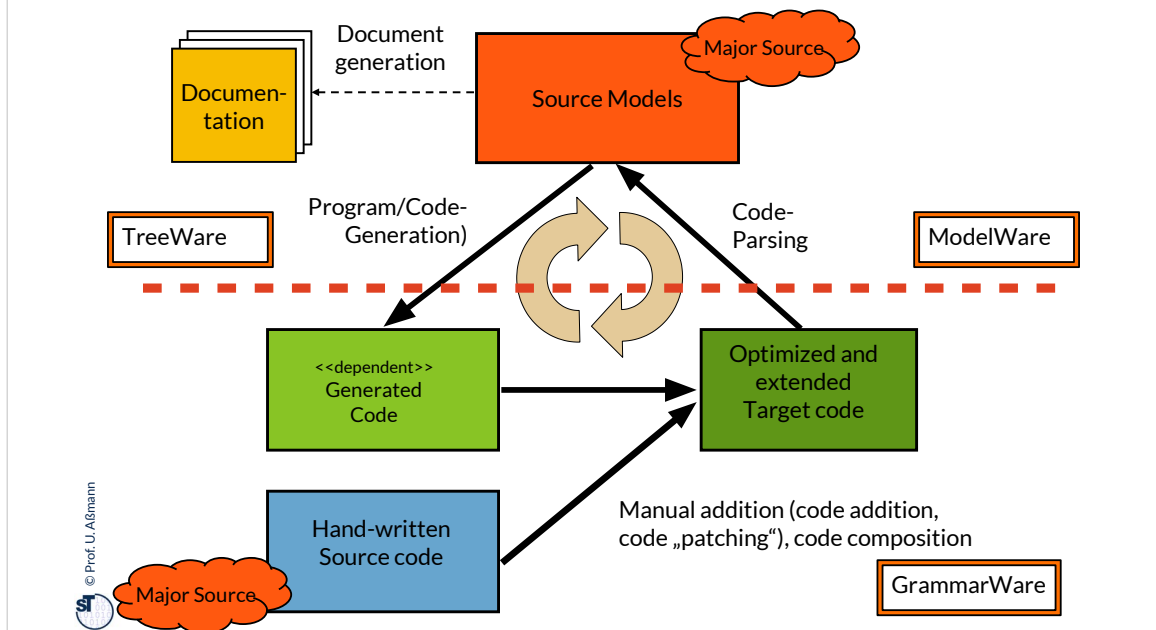 Document
generation
Major Source
Documen-
tation
Source Models
Program/Code-
Generation)
Code-
Parsing
TreeWare
ModelWare
<<dependent>>
Generated
Code
Optimized and
extended
Target code
Hand-written
Source code
Manual addition (code addition,
code „patching“), code composition
Major Source
GrammarWare
© Prof. U. Aßmann
sT